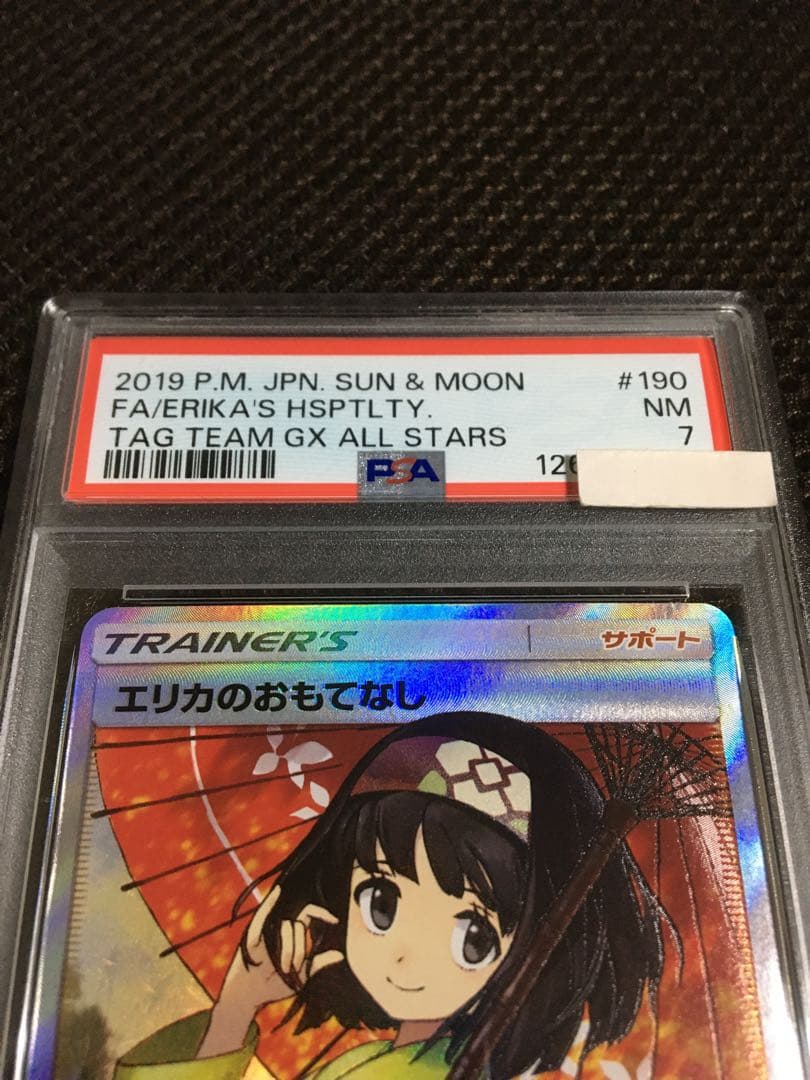 2019 P.M. JPN. SUN & MOON #190
FA/ERIKA'S HSPTLTY. NM
TAG TEAM GX ALL STARS 7
PSA
TRAINER'S サポート
エリカのおもてなし